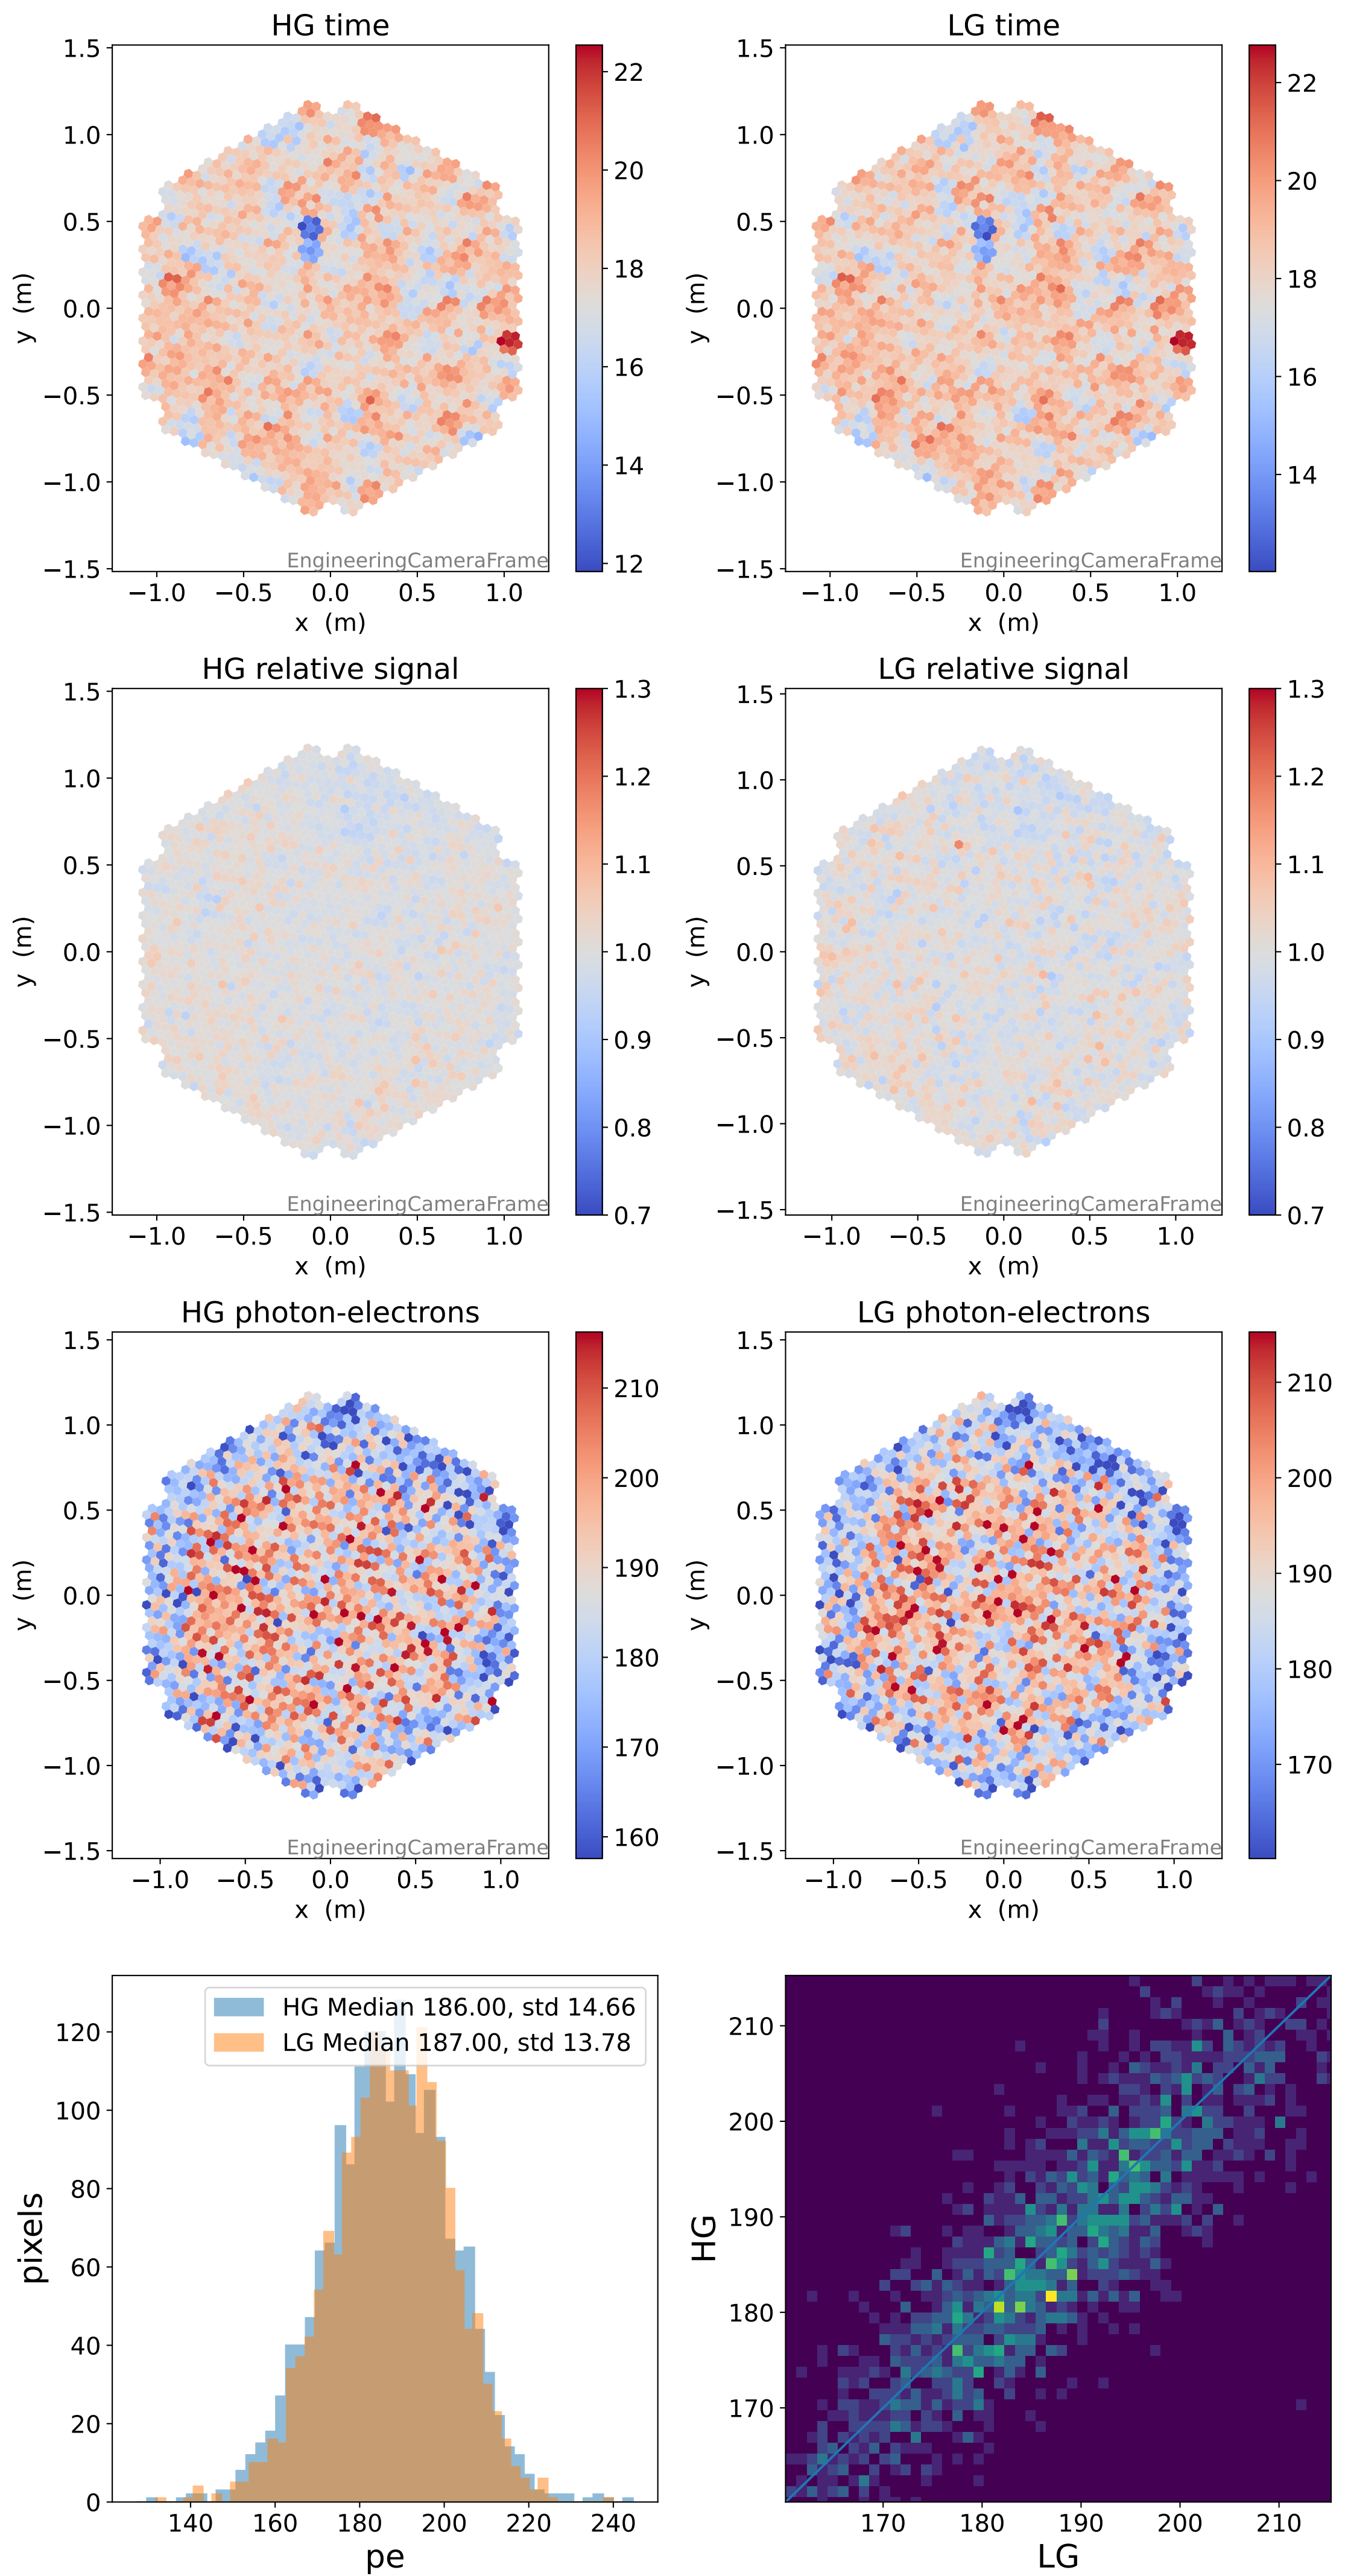 HG time
LG time
1.5
1.0
0.5
0.0
−0.5
−1.0
−1.5
y (m)
−1.0 −0.5 0.0 0.5 1.0
x (m)
EngineeringCameraFrame
22
20
18
16
14
12
1.5
1.0
0.5
0.0
−0.5
−1.0
−1.5
y (m)
−1.0 −0.5 0.0 0.5 1.0
x (m)
EngineeringCameraFrame
22
20
18
16
14
HG relative signal
LG relative signal
1.5
1.0
0.5
0.0
−0.5
−1.0
−1.5
y (m)
−1.0 −0.5 0.0 0.5 1.0
x (m)
EngineeringCameraFrame
1.3
1.2
1.1
1.0
0.9
0.8
0.7
1.5
1.0
0.5
0.0
−0.5
−1.0
−1.5
y (m)
−1.0 −0.5 0.0 0.5 1.0
x (m)
EngineeringCameraFrame
1.3
1.2
1.1
1.0
0.9
0.8
0.7
HG photon-electrons
LG photon-electrons
1.5
1.0
0.5
0.0
−0.5
−1.0
−1.5
y (m)
−1.0 −0.5 0.0 0.5 1.0
x (m)
EngineeringCameraFrame
210
200
190
180
170
160
1.5
1.0
0.5
0.0
−0.5
−1.0
−1.5
y (m)
−1.0 −0.5 0.0 0.5 1.0
x (m)
EngineeringCameraFrame
210
200
190
180
170
HG Median 186.00, std 14.66
LG Median 187.00, std 13.78
120
100
80
60
40
20
0
pixels
140 160 180 200 220 240
pe
210
200
190
180
170
HG
170 180 190 200 210
LG